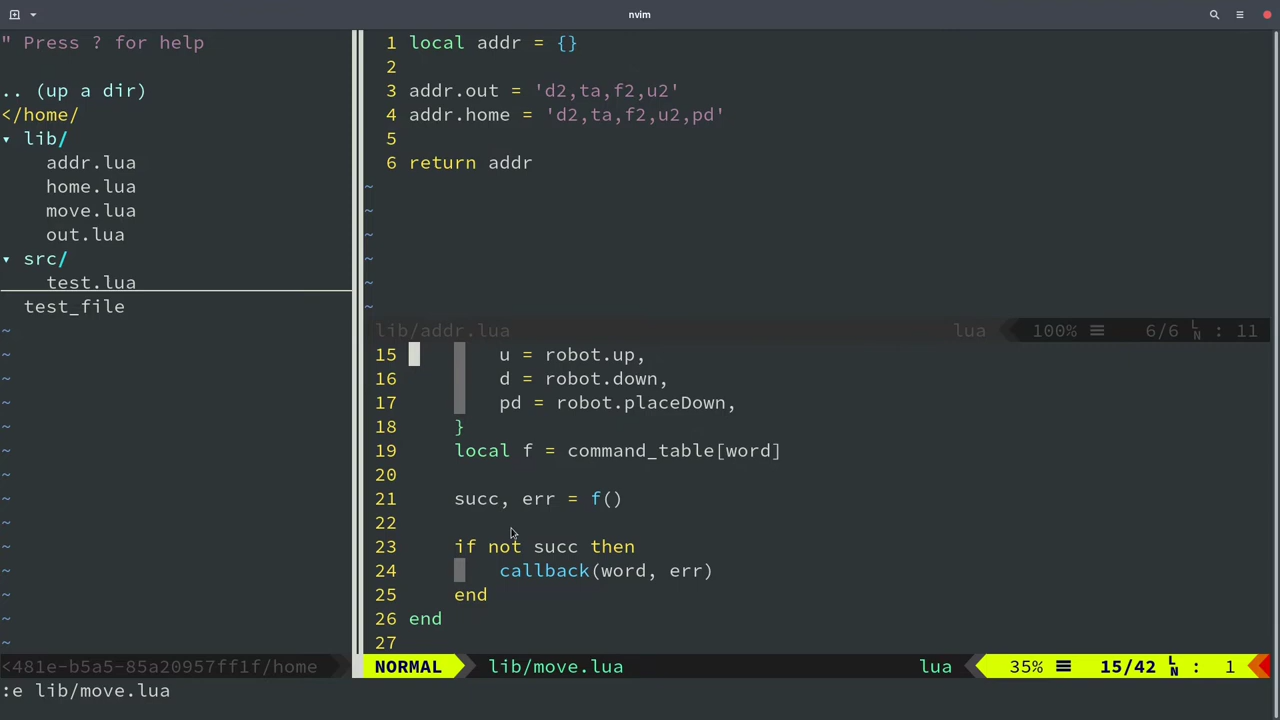 nvim
" Press ? for help
.. (up a dir)
</home/
▾ lib/
addr.lua
home.lua
move.lua
out.lua
▾ src/
test.lua
test_file
~
~
~
~
~
~
~
~
~
~
~
~
~
~
<481e-b5a5-85a20957ff1f/home
1 local addr = {}
2
3 addr.out = 'd2,ta,f2,u2'
4 addr.home = 'd2,ta,f2,u2,pd'
5
6 return addr
~
~
~
~
~
~
lib/addr.lua lua 100% ☰ 6/6 LN : 11
15 u = robot.up,
16 d = robot.down,
17 pd = robot.placeDown,
18 }
19 local f = command_table[word]
20
21 succ, err = f()
22
23 if not succ then
24 callback(word, err)
25 end
26 end
27
NORMAL lib/move.lua lua 35% ☰ 15/42 LN : 1
:e lib/move.lua